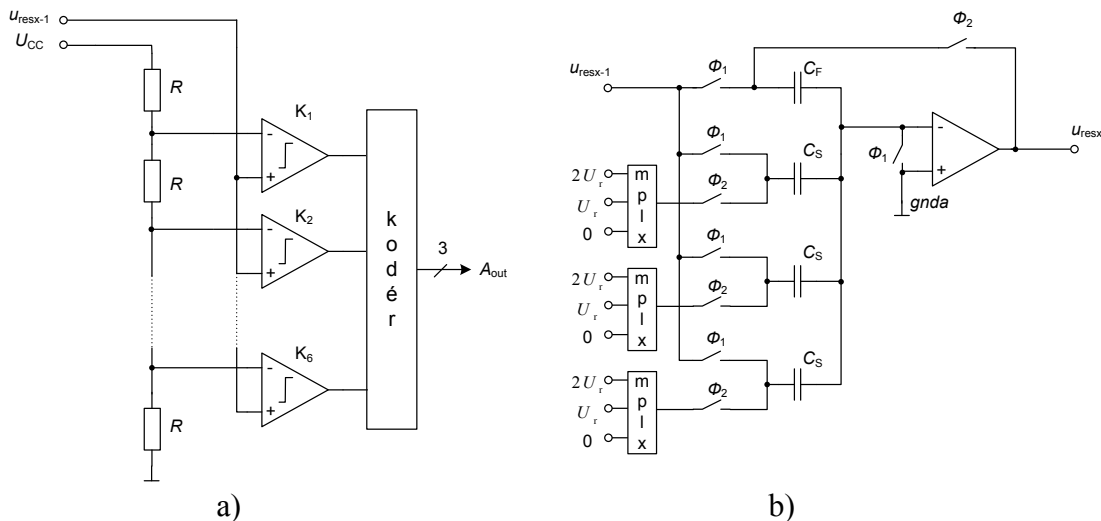 u_resx-1
U_CC
R
R
R
K_1
K_2
K_6
-
+
-
+
-
+
k
o
d
é
r
3
A_out
a)
u_resx-1
Φ_1
C_F
Φ_2
Φ_1
C_S
2U_r
U_r
0
m
p
l
x
Φ_2
Φ_1
-
+
gnda
u_resx
Φ_1
C_S
2U_r
U_r
0
m
p
l
x
Φ_2
Φ_1
C_S
2U_r
U_r
0
m
p
l
x
Φ_2
b)